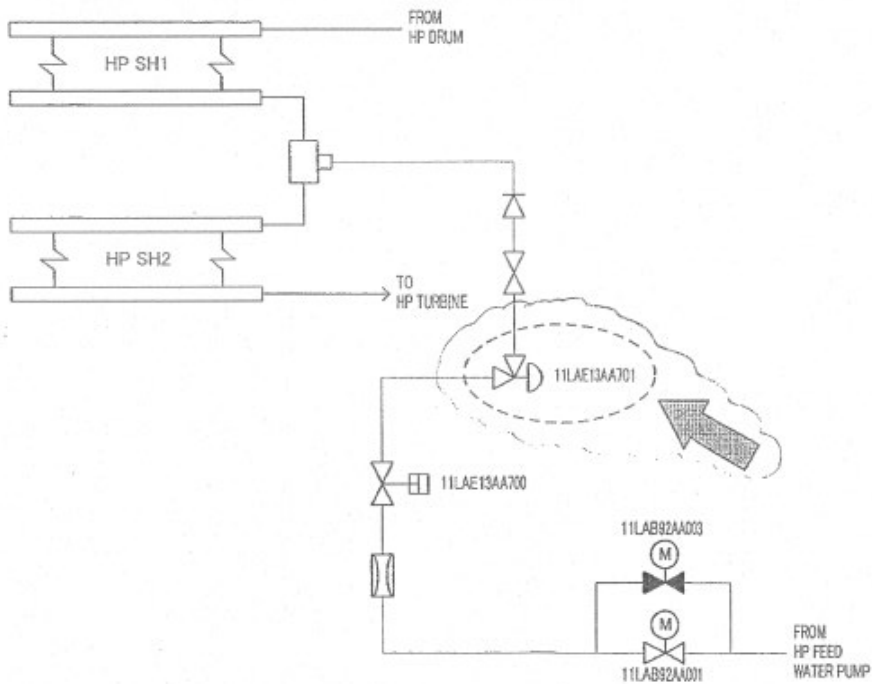 FROM
HP DRUM
HP SH1
HP SH2
TO
HP TURBINE
11LAE13AA701
11LAE13AA700
11LAB92AA003
M
M
11LAB92AA001
FROM
HP FEED
WATER PUMP